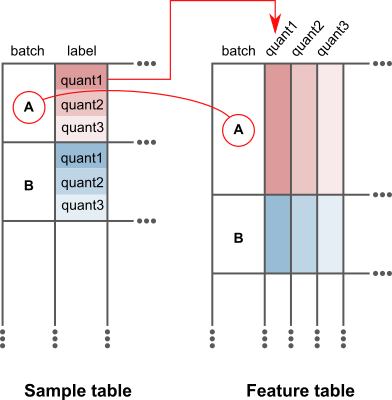 batch label
quant1
quant2
quant3
A
quant1
quant2
quant3
B
batch quant1 quant2 quant3
A
B
Sample table
Feature table